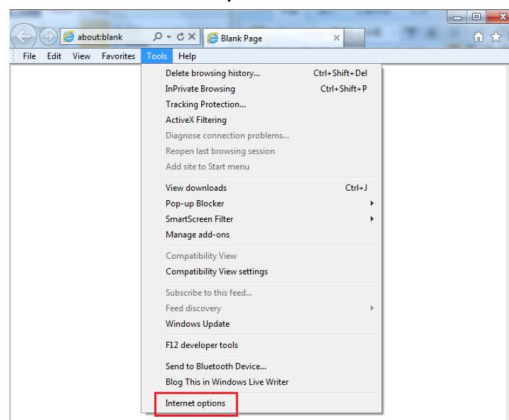 about:blank
Blank Page
File Edit View Favorites Tools Help
Delete browsing history... Ctrl+Shift+Del
InPrivate Browsing Ctrl+Shift+P
Tracking Protection...
ActiveX Filtering
Diagnose connection problems...
Reopen last browsing session
Add site to Start menu
View downloads Ctrl+J
Pop-up Blocker
SmartScreen Filter
Manage add-ons
Compatibility View
Compatibility View settings
Subscribe to this feed...
Feed discovery
Windows Update
F12 developer tools
Send to Bluetooth Device...
Blog This in Windows Live Writer
Internet options